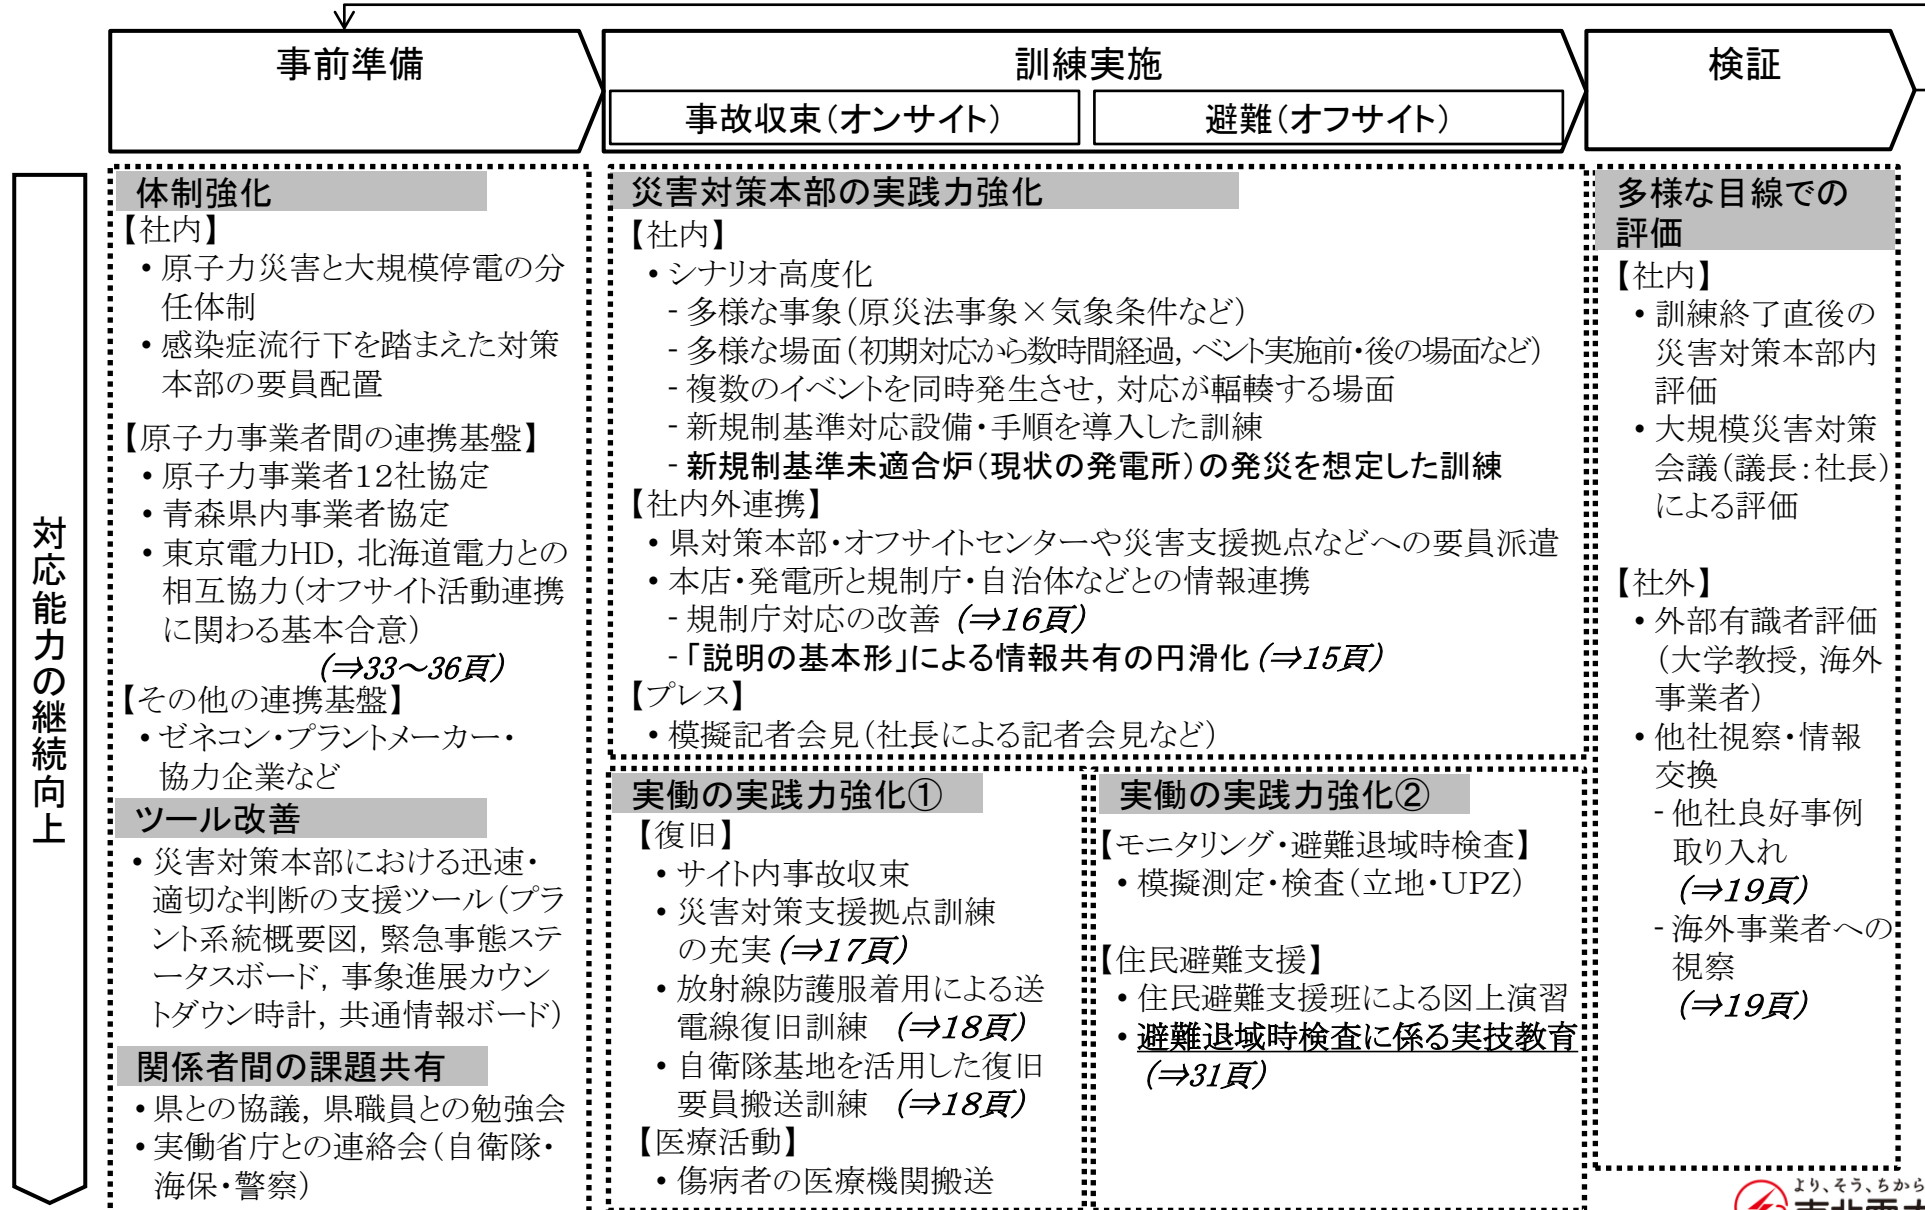 事前準備
訓練実施
事故収束（オンサイト）
避難（オフサイト）
検証
対応能力の継続向上
体制強化
【社内】
• 原子力災害と大規模停電の分
任体制
• 感染症流行下を踏まえた対策
本部の要員配置
【原子力事業者間の連携基盤】
• 原子力事業者12社協定
• 青森県内事業者協定
• 東京電力HD，北海道電力との
相互協力（オフサイト活動連携
に関わる基本合意）
（⇒33～36頁）
【その他の連携基盤】
• ゼネコン・プラントメーカー・
協力企業など
ツール改善
• 災害対策本部における迅速・
適切な判断の支援ツール（プラ
ント系統概要図，緊急事態ステ
ータスボード，事象進展カウン
トダウン時計，共通情報ボード）
関係者間の課題共有
• 県との協議，県職員との勉強会
• 実働省庁との連絡会（自衛隊・
海保・警察）
災害対策本部の実践力強化
【社内】
• シナリオ高度化
- 多様な事象（原災法事象×気象条件など）
- 多様な場面（初期対応から数時間経過，ベント実施前・後の場面など）
- 複数のイベントを同時発生させ，対応が輻輳する場面
- 新規制基準対応設備・手順を導入した訓練
- 新規制基準未適合炉（現状の発電所）の発災を想定した訓練
【社内外連携】
• 県対策本部・オフサイトセンターや災害支援拠点などへの要員派遣
• 本店・発電所と規制庁・自治体などとの情報連携
- 規制庁対応の改善（⇒16頁）
- 「説明の基本形」による情報共有の円滑化（⇒15頁）
【プレス】
• 模擬記者会見（社長による記者会見など）
実働の実践力強化①
【復旧】
• サイト内事故収束
• 災害対策支援拠点訓練
の充実（⇒17頁）
• 放射線防護服着用による送
電線復旧訓練 （⇒18頁）
• 自衛隊基地を活用した復旧
要員搬送訓練 （⇒18頁）
【医療活動】
• 傷病者の医療機関搬送
実働の実践力強化②
【モニタリング・避難退域時検査】
• 模擬測定・検査（立地・UPZ）
【住民避難支援】
• 住民避難支援班による図上演習
• 避難退域時検査に係る実技教育
（⇒31頁）
多様な目線での
評価
【社内】
• 訓練終了直後の
災害対策本部内
評価
• 大規模災害対策
会議（議長：社長）
による評価
【社外】
• 外部有識者評価
（大学教授，海外
事業者）
• 他社視察・情報
交換
- 他社良好事例
取り入れ
（⇒19頁）
- 海外事業者への
視察
（⇒19頁）
より、そう、ちから